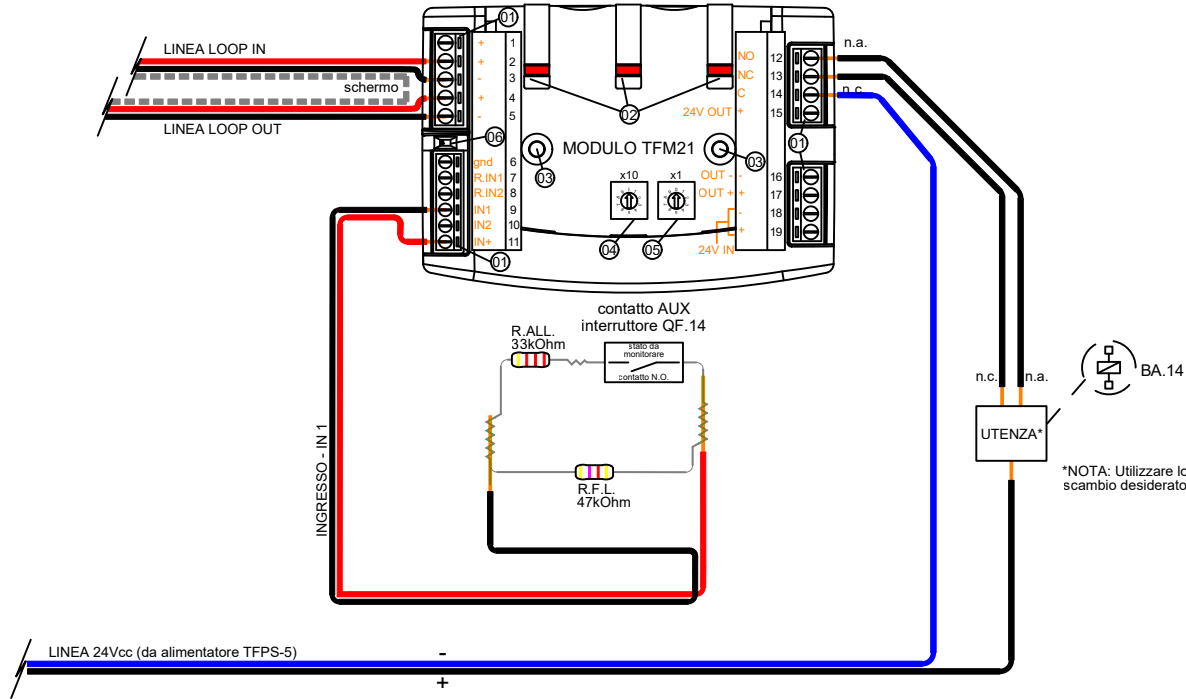 LINEA LOOP IN
schermo
LINEA LOOP OUT
01
+ 1
+ 2
- 3
+ 4
- 5
06
gnd 6
R.IN1 7
R.IN2 8
IN1 9
IN2 10
IN+ 11
01
02
MODULO TFM21
03
03
x10
x1
04
05
NO 12
NC 13
C 14
24V OUT + 15
01
OUT - - 16
OUT + + 17
- 18
+ 19
24V IN
n.a.
n.c.
contatto AUX
interruttore QF.14
R.ALL.
33kOhm
stato da
monitorare
contatto N.O.
R.F.L.
47kOhm
INGRESSO - IN 1
n.c.
n.a.
BA.14
UTENZA*
*NOTA: Utilizzare lo
scambio desiderato
LINEA 24Vcc (da alimentatore TFPS-5)
-
+